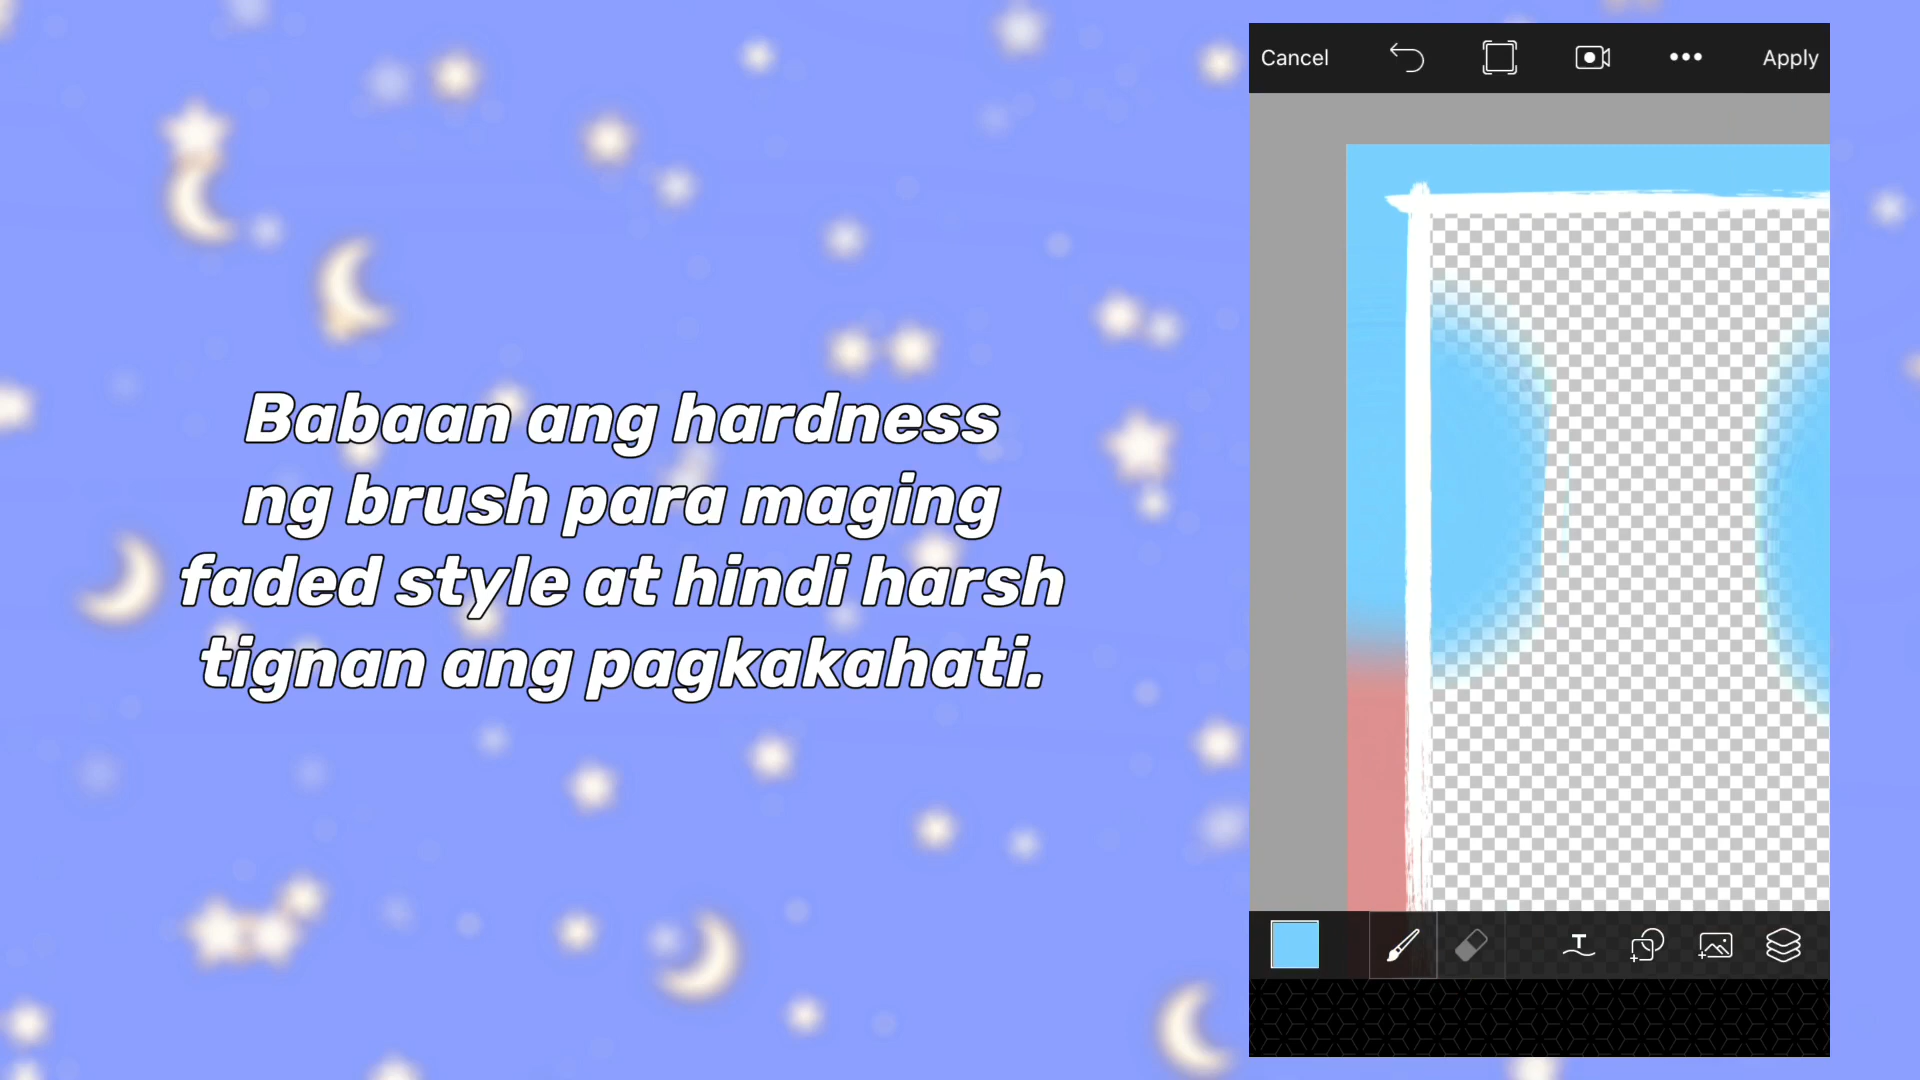 Babaan ang hardness
ng brush para maging
faded style at hindi harsh
tignan ang pagkakahati.
Cancel
Apply